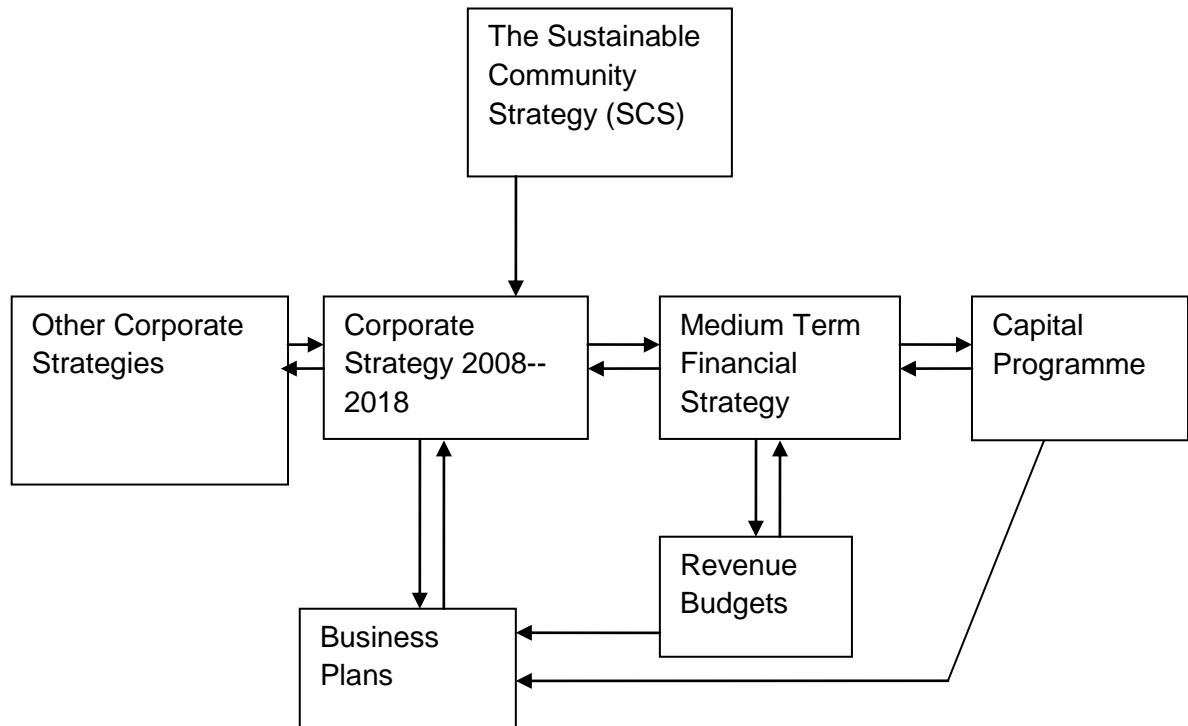 The Sustainable
Community
Strategy (SCS)
Other Corporate
Strategies
Corporate
Strategy 2008--
2018
Medium Term
Financial
Strategy
Capital
Programme
Revenue
Budgets
Business
Plans